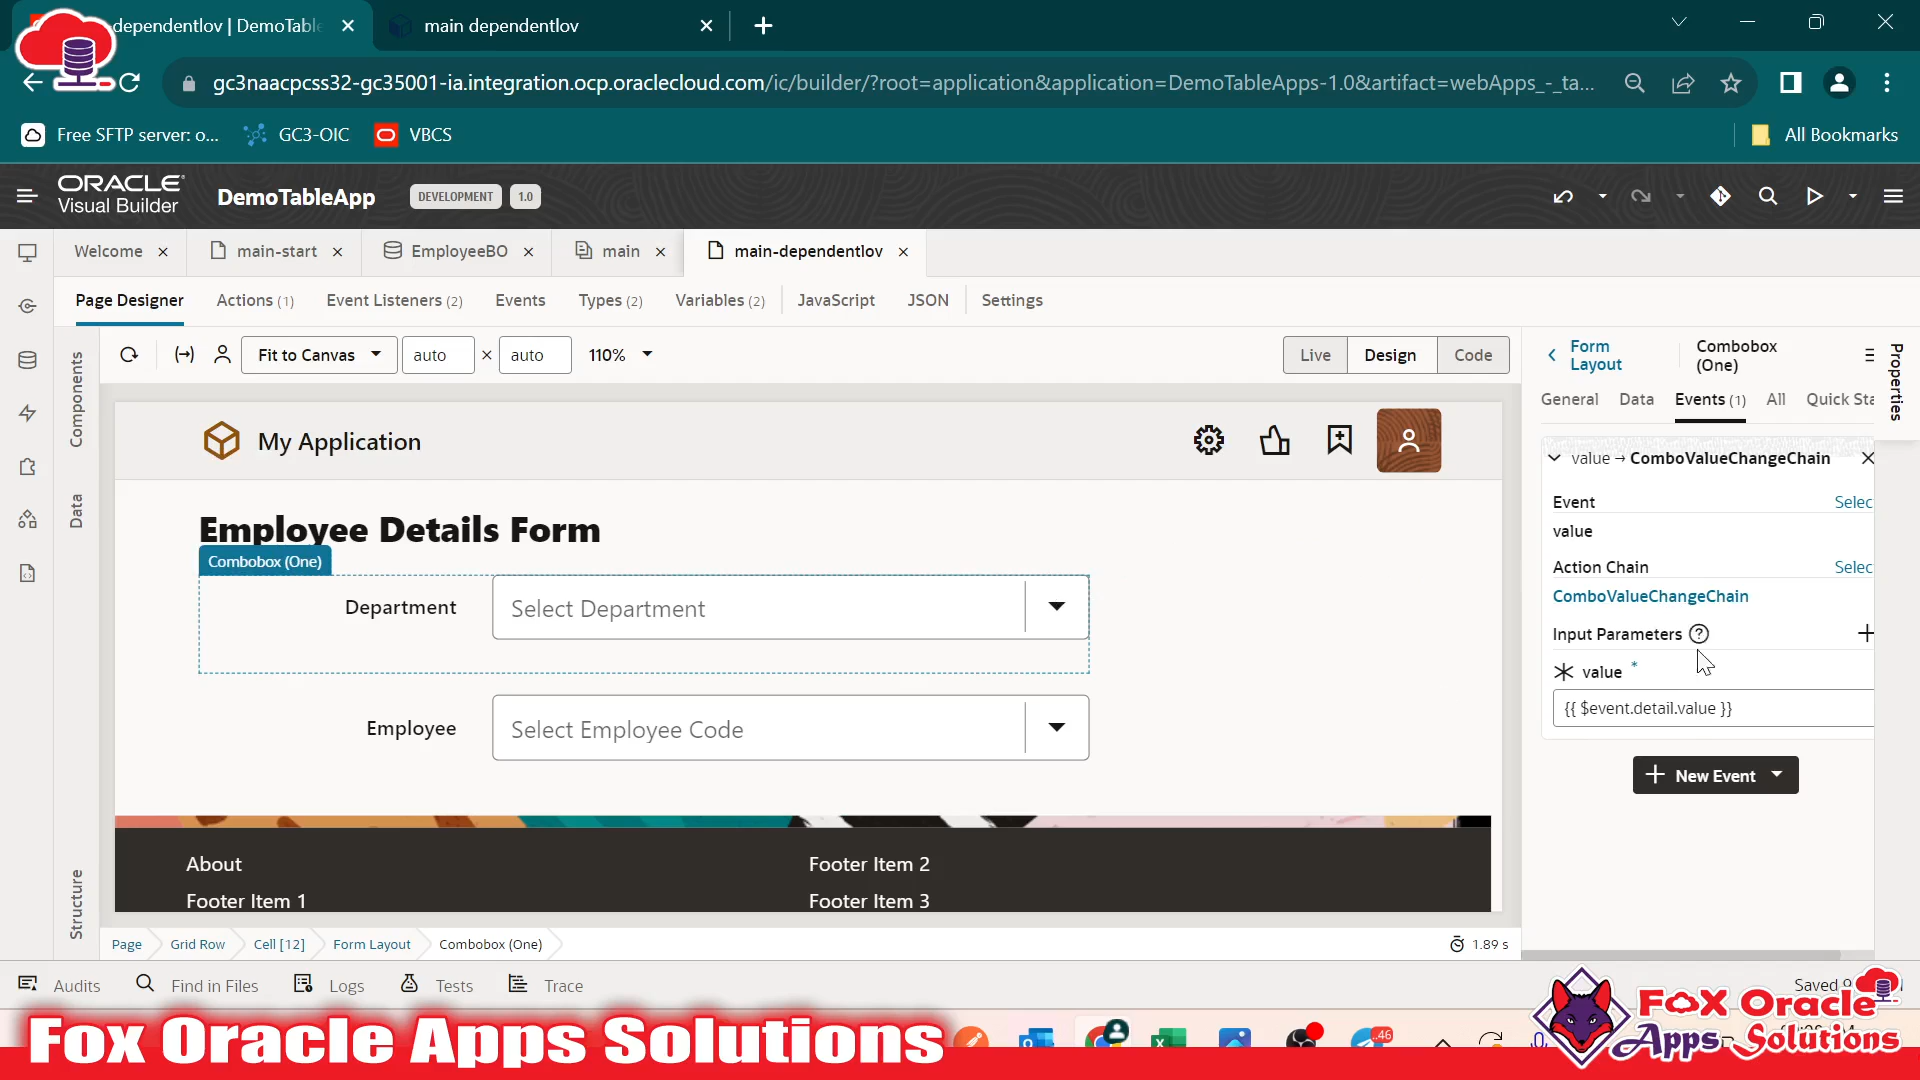 dependentlov | DemoTable
main dependentlov
gc3naacpcss32-gc35001-ia.integration.ocp.oraclecloud.com/ic/builder/?root=application&application=DemoTableApps-1.0&artifact=webApps_-_ta...
Free SFTP server: o...
GC3-OIC
VBCS
All Bookmarks
ORACLE
Visual Builder
DemoTableApp
DEVELOPMENT
1.0
Welcome
main-start
EmployeeBO
main
main-dependentlov
Page Designer
Actions (1)
Event Listeners (2)
Events
Types (2)
Variables (2)
JavaScript
JSON
Settings
Components
Data
Structure
Fit to Canvas
auto
×
auto
110%
Live
Design
Code
Form Layout
Combobox (One)
Properties
General
Data
Events (1)
All
Quick Sta
My Application
Employee Details Form
Combobox (One)
Department
Select Department
Employee
Select Employee Code
About
Footer Item 1
Footer Item 2
Footer Item 3
value → ComboValueChangeChain
Event
Selec
value
Action Chain
Selec
ComboValueChangeChain
Input Parameters
value *
{{ $event.detail.value }}
+ New Event
Page
Grid Row
Cell [12]
Form Layout
Combobox (One)
1.89 s
Audits
Find in Files
Logs
Tests
Trace
Saved
46
Fox Oracle Apps Solutions
Fox Oracle
Apps Solutions